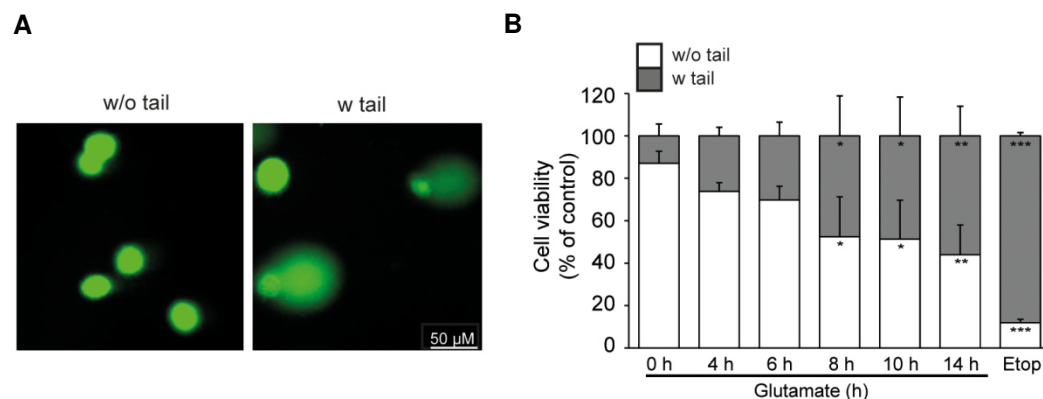 A
w/o tail
w tail
50 µM
B
w/o tail
w tail
Cell viability
(% of control)
120
100
80
60
40
20
0
* * ** ***
* * ** ***
0 h 4 h 6 h 8 h 10 h 14 h Etop
Glutamate (h)